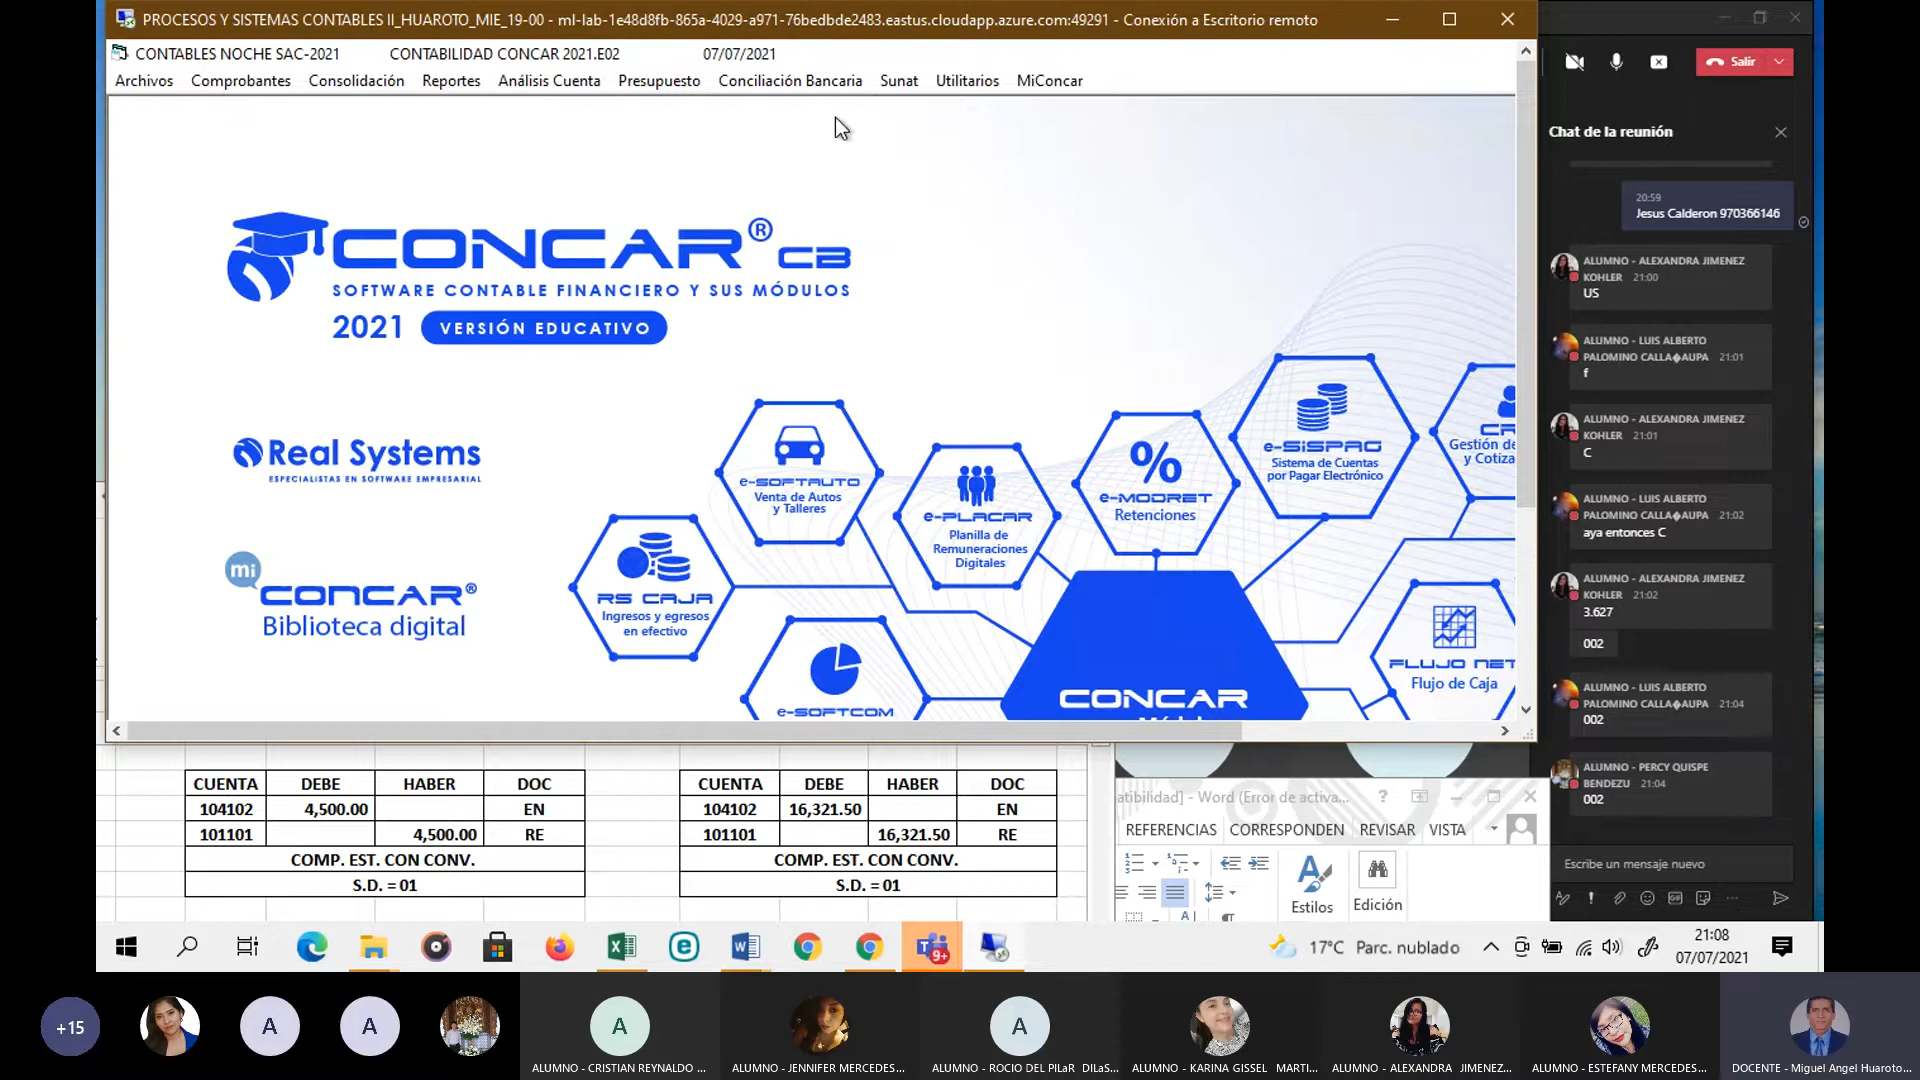 PROCESOS Y SISTEMAS CONTABLES II_HUAROTO_MIE_19-00 - ml-lab-1e48d8fb-865a-4029-a971-76bedbde2483.eastus.cloudapp.azure.com:49291 - Conexión a Escritorio remoto
CONTABLES NOCHE SAC-2021 CONTABILIDAD CONCAR 2021.E02 07/07/2021
Archivos Comprobantes Consolidación Reportes Análisis Cuenta Presupuesto Conciliación Bancaria Sunat Utilitarios MiConcar
CONCAR® CB
SOFTWARE CONTABLE FINANCIERO Y SUS MÓDULOS
2021 VERSIÓN EDUCATIVO
Real Systems
ESPECIALISTAS EN SOFTWARE EMPRESARIAL
mi
CONCAR®
Biblioteca digital
e-SOFTAUTO
Venta de Autos
y Talleres
e-PLACAR
Planilla de
Remuneraciones
Digitales
%
e-MODRET
Retenciones
e-SISPAG
Sistema de Cuentas
por Pagar Electrónico
Gestión de
RS CAJA
Ingresos y egresos
en efectivo
e-SOFTCOM
CONCAR
FLUJO NET
Flujo de Caja
Salir
Chat de la reunión
20:59
Jesus Calderon 970366146
ALUMNO - ALEXANDRA JIMENEZ
KOHLER 21:00
US
ALUMNO - LUIS ALBERTO
PALOMINO CALLA�AUPA 21:01
f
ALUMNO - ALEXANDRA JIMENEZ
KOHLER 21:01
C
ALUMNO - LUIS ALBERTO
PALOMINO CALLA�AUPA 21:02
aya entonces C
ALUMNO - ALEXANDRA JIMENEZ
KOHLER 21:02
3.627
002
ALUMNO - LUIS ALBERTO
PALOMINO CALLA�AUPA 21:04
002
ALUMNO - PERCY QUISPE
BENDEZU 21:04
002
Escribe un mensaje nuevo
CUENTA DEBE HABER DOC
104102 4,500.00 EN
101101 4,500.00 RE
COMP. EST. CON CONV.
S.D. = 01
CUENTA DEBE HABER DOC
104102 16,321.50 EN
101101 16,321.50 RE
COMP. EST. CON CONV.
S.D. = 01
atibilidad] - Word (Error de activa... ?
REFERENCIAS CORRESPONDEN REVISAR VISTA
Estilos
Edición
9+
17°C Parc. nublado
21:08
07/07/2021
+15
A
A
A
A
ALUMNO - CRISTIAN REYNALDO ...
ALUMNO - JENNIFER MERCEDES...
ALUMNO - ROCIO DEL PILaR DILaS...
ALUMNO - KARINA GISSEL MARTI...
ALUMNO - ALEXANDRA JIMENEZ...
ALUMNO - ESTEFANY MERCEDES...
DOCENTE - Miguel Angel Huaroto...